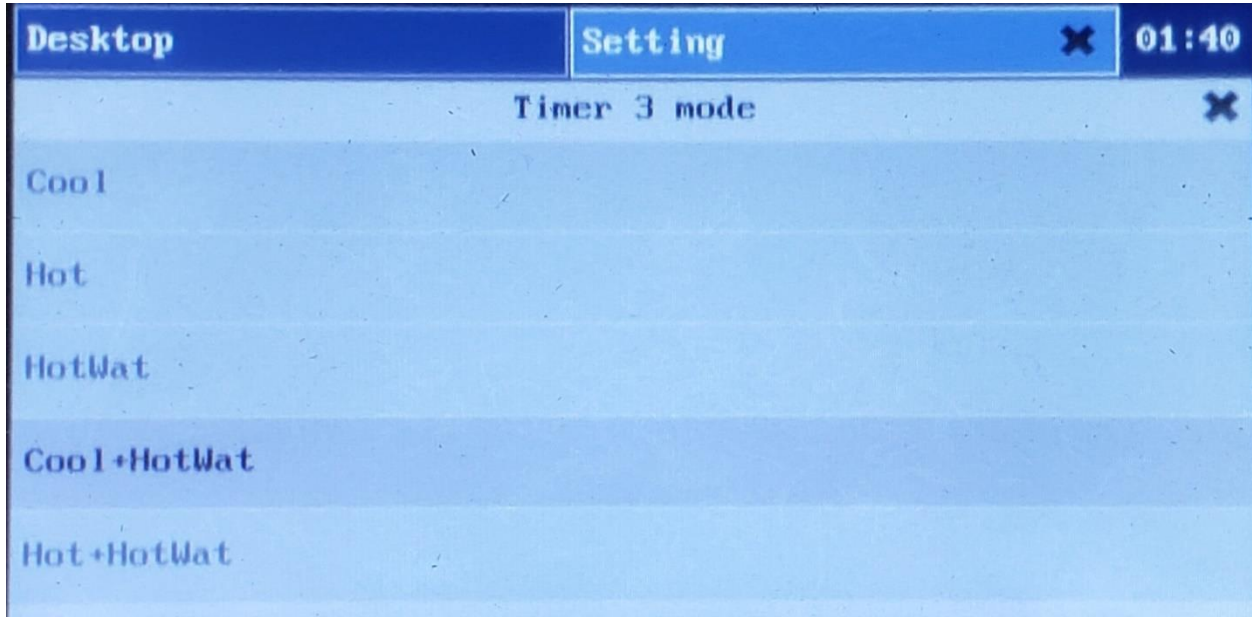 Desktop Setting 01:40
Timer 3 mode
Cool
Hot
HotWat
Cool+HotWat
Hot+HotWat